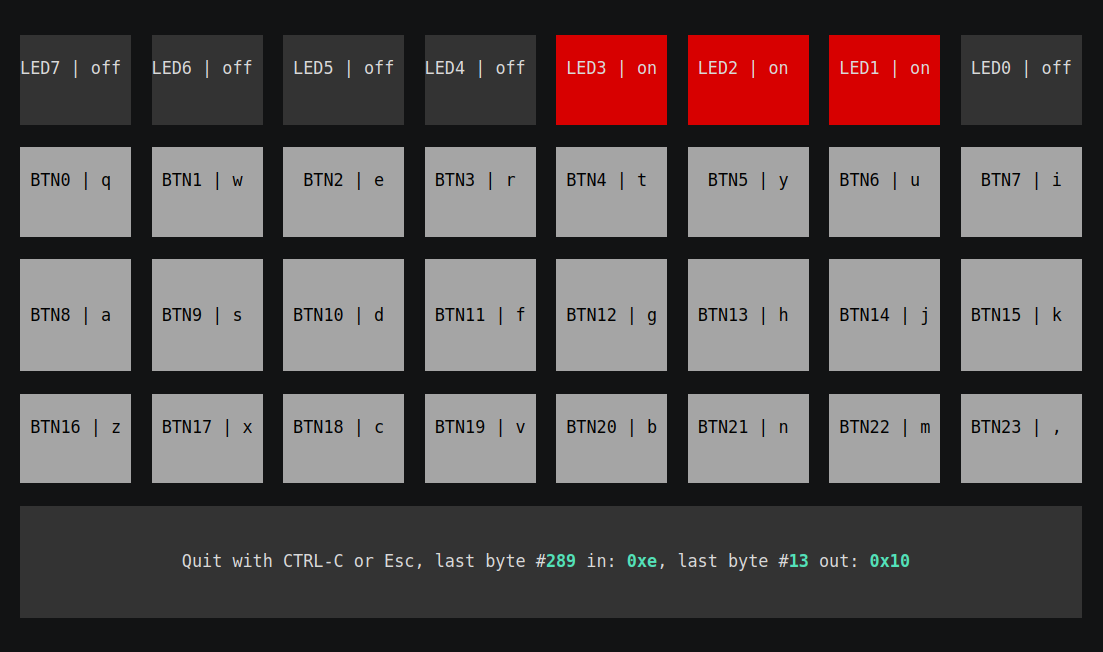 LED7 | off LED6 | off LED5 | off LED4 | off LED3 | on LED2 | on LED1 | on LED0 | off
BTN0 | q BTN1 | w BTN2 | e BTN3 | r BTN4 | t BTN5 | y BTN6 | u BTN7 | i
BTN8 | a BTN9 | s BTN10 | d BTN11 | f BTN12 | g BTN13 | h BTN14 | j BTN15 | k
BTN16 | z BTN17 | x BTN18 | c BTN19 | v BTN20 | b BTN21 | n BTN22 | m BTN23 | ,
Quit with CTRL-C or Esc, last byte #289 in: 0xe, last byte #13 out: 0x10